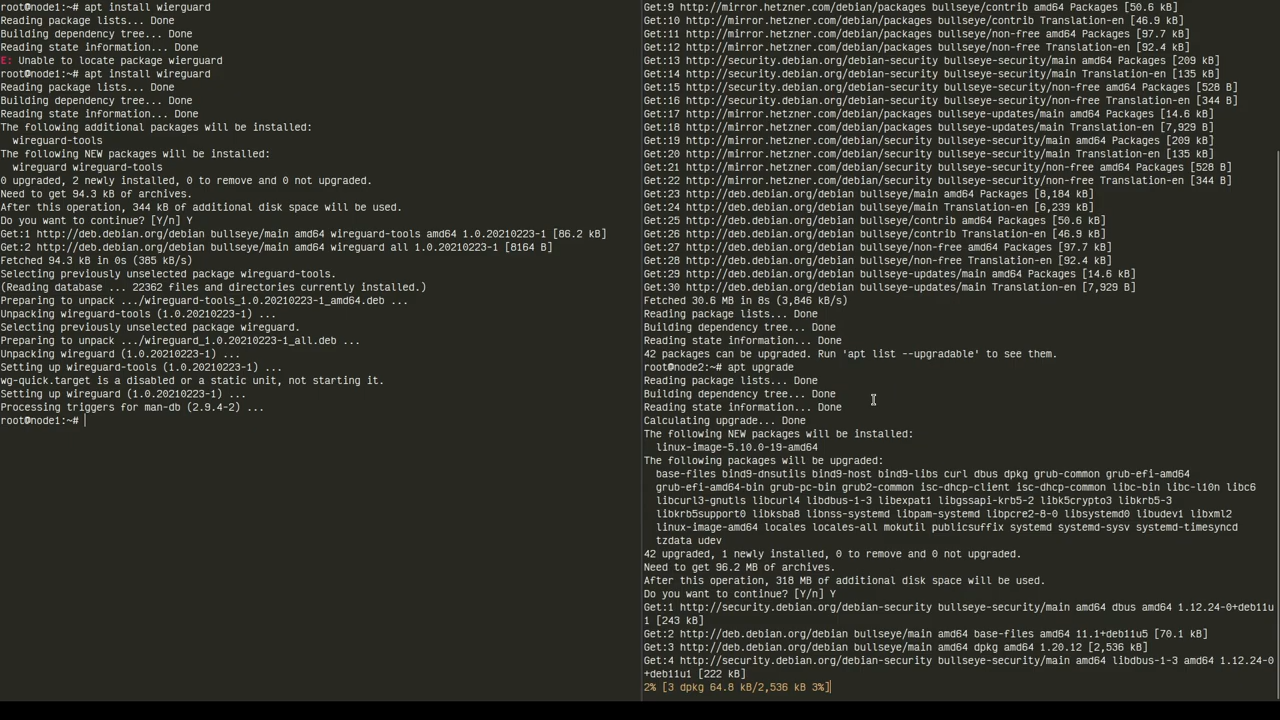 root@node1:~# apt install wierguard
Reading package lists... Done
Building dependency tree... Done
Reading state information... Done
E: Unable to locate package wierguard
root@node1:~# apt install wireguard
Reading package lists... Done
Building dependency tree... Done
Reading state information... Done
The following additional packages will be installed:
  wireguard-tools
The following NEW packages will be installed:
  wireguard wireguard-tools
0 upgraded, 2 newly installed, 0 to remove and 0 not upgraded.
Need to get 94.3 kB of archives.
After this operation, 344 kB of additional disk space will be used.
Do you want to continue? [Y/n] Y
Get:1 http://deb.debian.org/debian bullseye/main amd64 wireguard-tools amd64 1.0.20210223-1 [86.2 kB]
Get:2 http://deb.debian.org/debian bullseye/main amd64 wireguard all 1.0.20210223-1 [8164 B]
Fetched 94.3 kB in 0s (385 kB/s)
Selecting previously unselected package wireguard-tools.
(Reading database ... 22362 files and directories currently installed.)
Preparing to unpack .../wireguard-tools_1.0.20210223-1_amd64.deb ...
Unpacking wireguard-tools (1.0.20210223-1) ...
Selecting previously unselected package wireguard.
Preparing to unpack .../wireguard_1.0.20210223-1_all.deb ...
Unpacking wireguard (1.0.20210223-1) ...
Setting up wireguard-tools (1.0.20210223-1) ...
wg-quick.target is a disabled or a static unit, not starting it.
Setting up wireguard (1.0.20210223-1) ...
Processing triggers for man-db (2.9.4-2) ...
root@node1:~#
Get:9 http://mirror.hetzner.com/debian/packages bullseye/contrib amd64 Packages [50.6 kB]
Get:10 http://mirror.hetzner.com/debian/packages bullseye/contrib Translation-en [46.9 kB]
Get:11 http://mirror.hetzner.com/debian/packages bullseye/non-free amd64 Packages [97.7 kB]
Get:12 http://mirror.hetzner.com/debian/packages bullseye/non-free Translation-en [92.4 kB]
Get:13 http://security.debian.org/debian-security bullseye-security/main amd64 Packages [209 kB]
Get:14 http://security.debian.org/debian-security bullseye-security/main Translation-en [135 kB]
Get:15 http://security.debian.org/debian-security bullseye-security/non-free amd64 Packages [528 B]
Get:16 http://security.debian.org/debian-security bullseye-security/non-free Translation-en [344 B]
Get:17 http://mirror.hetzner.com/debian/packages bullseye-updates/main amd64 Packages [14.6 kB]
Get:18 http://mirror.hetzner.com/debian/packages bullseye-updates/main Translation-en [7,929 B]
Get:19 http://mirror.hetzner.com/debian/security bullseye-security/main amd64 Packages [209 kB]
Get:20 http://mirror.hetzner.com/debian/security bullseye-security/main Translation-en [135 kB]
Get:21 http://mirror.hetzner.com/debian/security bullseye-security/non-free amd64 Packages [528 B]
Get:22 http://mirror.hetzner.com/debian/security bullseye-security/non-free Translation-en [344 B]
Get:23 http://deb.debian.org/debian bullseye/main amd64 Packages [8,184 kB]
Get:24 http://deb.debian.org/debian bullseye/main Translation-en [6,239 kB]
Get:25 http://deb.debian.org/debian bullseye/contrib amd64 Packages [50.6 kB]
Get:26 http://deb.debian.org/debian bullseye/contrib Translation-en [46.9 kB]
Get:27 http://deb.debian.org/debian bullseye/non-free amd64 Packages [97.7 kB]
Get:28 http://deb.debian.org/debian bullseye/non-free Translation-en [92.4 kB]
Get:29 http://deb.debian.org/debian bullseye-updates/main amd64 Packages [14.6 kB]
Get:30 http://deb.debian.org/debian bullseye-updates/main Translation-en [7,929 B]
Fetched 30.6 MB in 8s (3,846 kB/s)
Reading package lists... Done
Building dependency tree... Done
Reading state information... Done
42 packages can be upgraded. Run 'apt list --upgradable' to see them.
root@node2:~# apt upgrade
Reading package lists... Done
Building dependency tree... Done
Reading state information... Done
Calculating upgrade... Done
The following NEW packages will be installed:
  linux-image-5.10.0-19-amd64
The following packages will be upgraded:
  base-files bind9-dnsutils bind9-host bind9-libs curl dbus dpkg grub-common grub-efi-amd64
  grub-efi-amd64-bin grub-pc-bin grub2-common isc-dhcp-client isc-dhcp-common libc-bin libc-l10n libc6
  libcurl3-gnutls libcurl4 libdbus-1-3 libexpat1 libgssapi-krb5-2 libk5crypto3 libkrb5-3
  libkrb5support0 libksba8 libnss-systemd libpam-systemd libpcre2-8-0 libsystemd0 libudev1 libxml2
  linux-image-amd64 locales locales-all mokutil publicsuffix systemd systemd-sysv systemd-timesyncd
  tzdata udev
42 upgraded, 1 newly installed, 0 to remove and 0 not upgraded.
Need to get 96.2 MB of archives.
After this operation, 318 MB of additional disk space will be used.
Do you want to continue? [Y/n] Y
Get:1 http://security.debian.org/debian-security bullseye-security/main amd64 dbus amd64 1.12.24-0+deb11u
1 [243 kB]
Get:2 http://deb.debian.org/debian bullseye/main amd64 base-files amd64 11.1+deb11u5 [70.1 kB]
Get:3 http://deb.debian.org/debian bullseye/main amd64 dpkg amd64 1.20.12 [2,536 kB]
Get:4 http://security.debian.org/debian-security bullseye-security/main amd64 libdbus-1-3 amd64 1.12.24-0
+deb11u1 [222 kB]
2% [3 dpkg 64.8 kB/2,536 kB 3%]